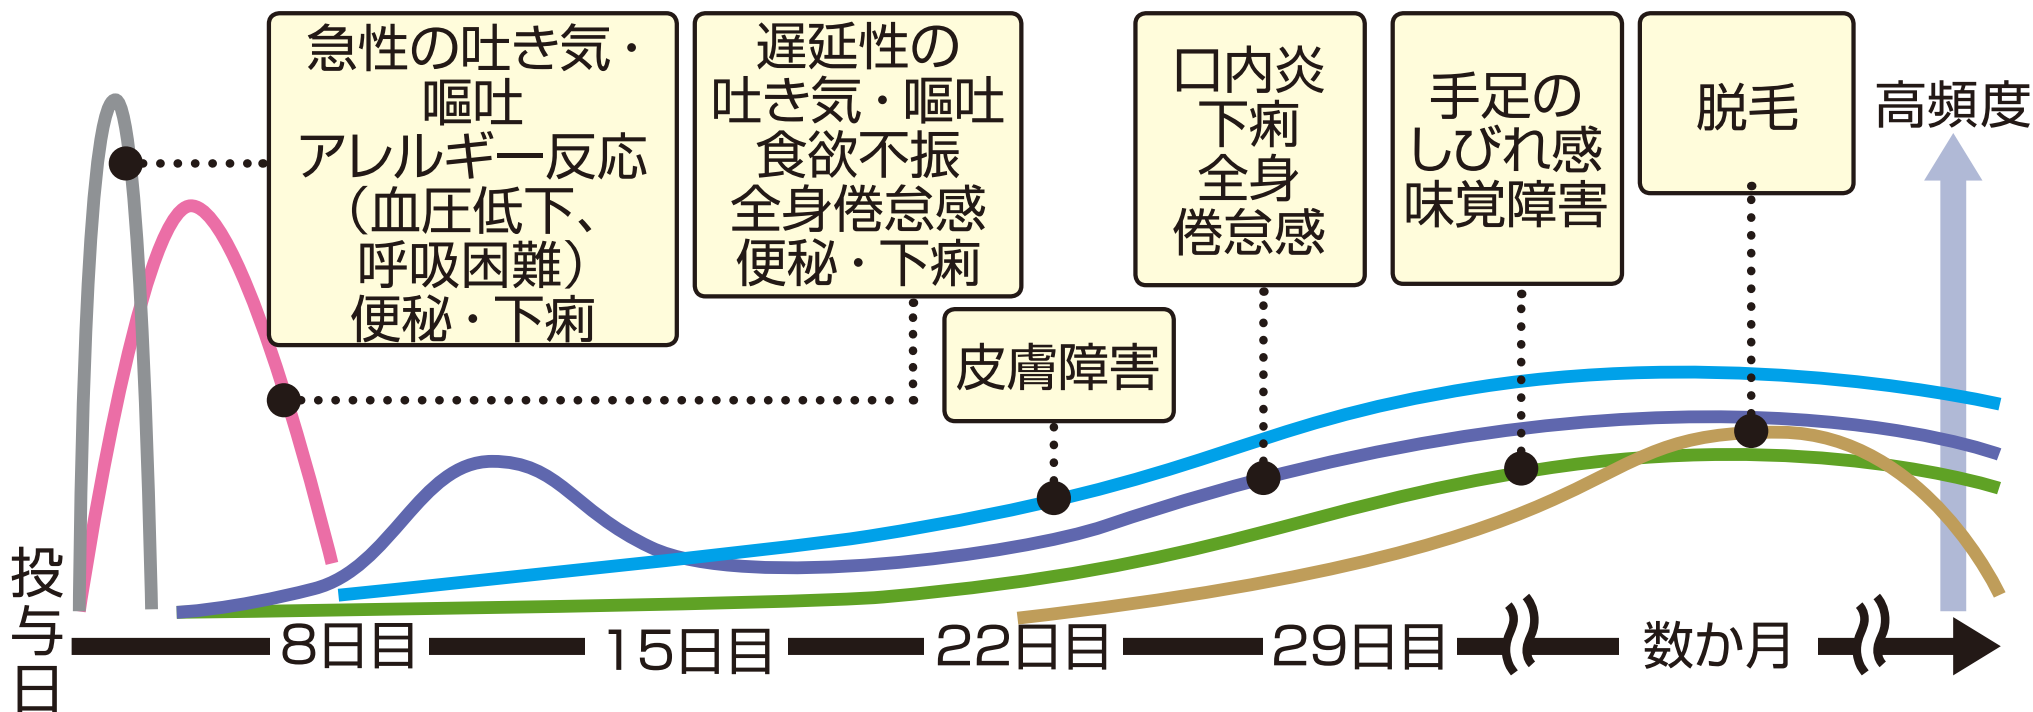 急性の吐き気・
嘔吐
アレルギー反応
（血圧低下、
呼吸困難）
便秘・下痢
遅延性の
吐き気・嘔吐
食欲不振
全身倦怠感
便秘・下痢
皮膚障害
口内炎
下痢
全身
倦怠感
手足の
しびれ感
味覚障害
脱毛
高頻度
投与日
8日目
15日目
22日目
29日目
数か月